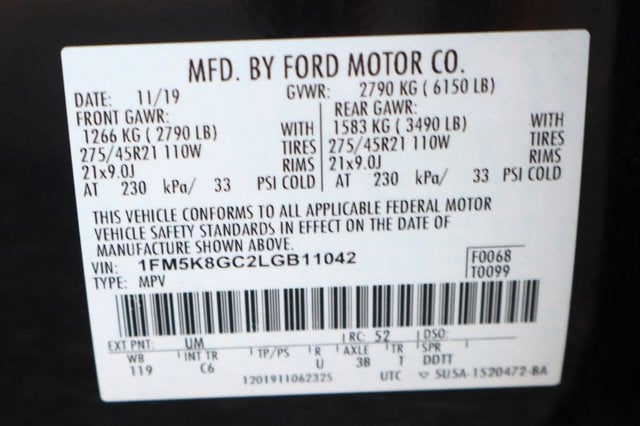 MFD. BY FORD MOTOR CO.
DATE: 11/19 GVWR: 2790 KG ( 6150 LB)
FRONT GAWR: REAR GAWR:
1266 KG ( 2790 LB) WITH 1583 KG ( 3490 LB) WITH
275/45R21 110W TIRES 275/45R21 110W TIRES
21x9.0J RIMS 21x9.0J RIMS
AT 230 kPa/ 33 PSI COLD AT 230 kPa/ 33 PSI COLD
THIS VEHICLE CONFORMS TO ALL APPLICABLE FEDERAL MOTOR
VEHICLE SAFETY STANDARDS IN EFFECT ON THE DATE OF
MANUFACTURE SHOWN ABOVE.
VIN: 1FM5K8GC2LGB11042 F0068
TYPE: MPV T0099
EXT PNT: UM RC: 52 DSO:
WB INT TR TP/PS R AXLE TR SPR
119 C6 U 3B T DDTT
1201911062325 UTC ▽ 5U5A-1520472-BA